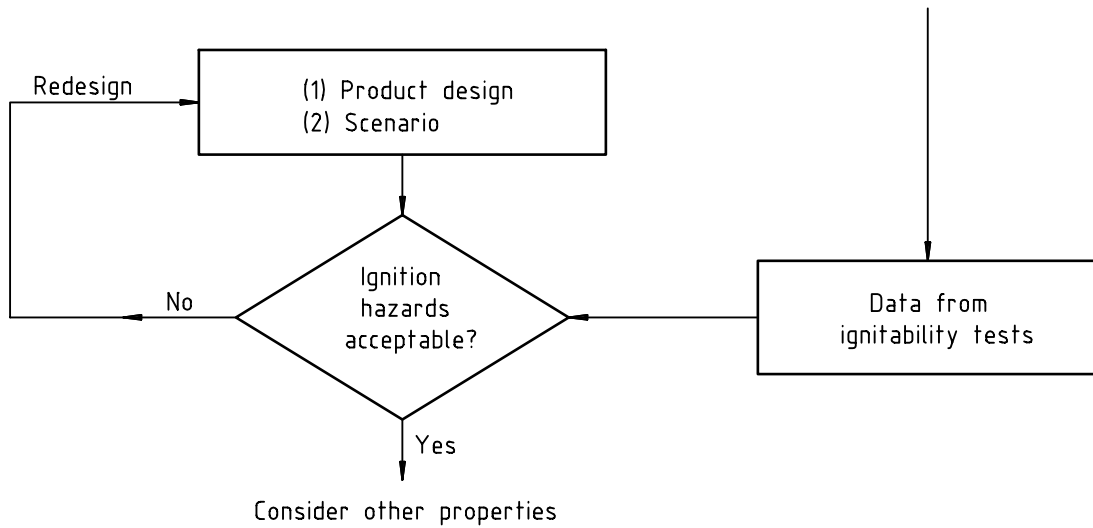 Redesign
(1) Product design
(2) Scenario
Ignition
hazards
acceptable?
No
Data from
ignitability tests
Yes
Consider other properties